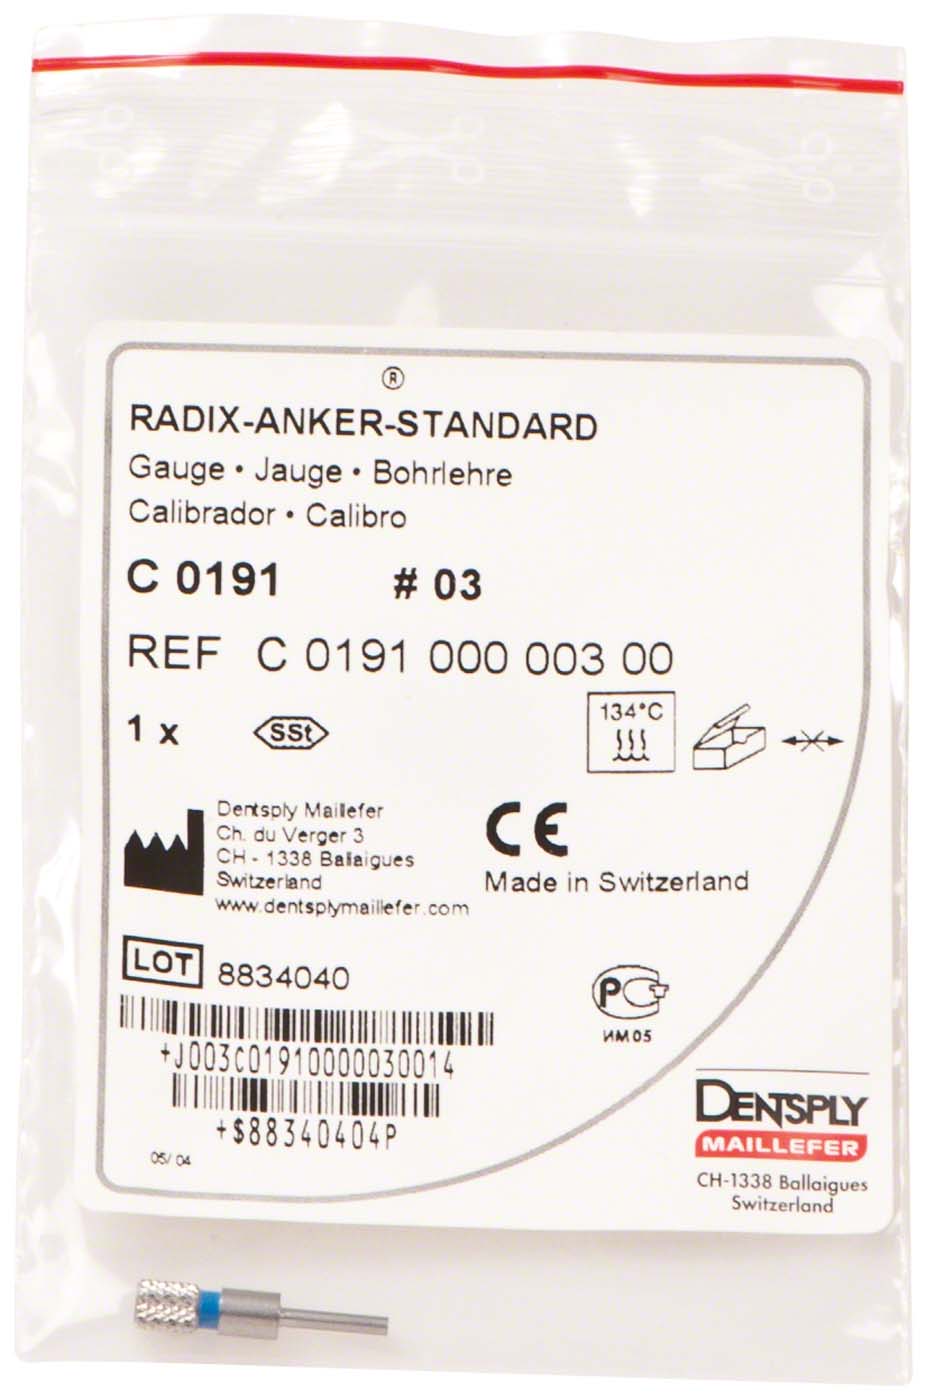 ®
RADIX-ANKER-STANDARD
Gauge • Jauge • Bohrlehre
Calibrador • Calibro
C 0191 # 03
REF C 0191 000 003 00
1 x SSt 134°C
Dentsply Maillefer
Ch. du Verger 3
CH - 1338 Ballaigues
Switzerland
www.dentsplymaillefer.com
CE
Made in Switzerland
LOT 8834040
PCT
ИМ05
+J003C01910000030014
+$88340404P
05/04
DENTSPLY
MAILLEFER
CH-1338 Ballaigues
Switzerland